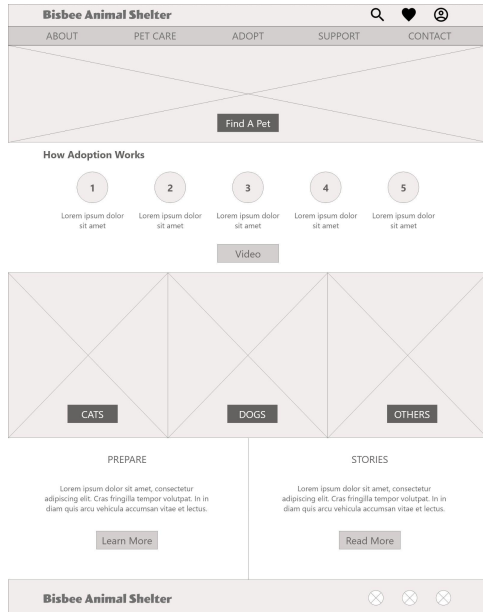 Bisbee Animal Shelter
ABOUT PET CARE ADOPT SUPPORT CONTACT
Find A Pet
How Adoption Works
1 2 3 4 5
Lorem ipsum dolor Lorem ipsum dolor Lorem ipsum dolor Lorem ipsum dolor Lorem ipsum dolor
sit amet sit amet sit amet sit amet sit amet
Video
CATS DOGS OTHERS
PREPARE
Lorem ipsum dolor sit amet, consectetur
adipiscing elit. Cras fringilla tempor volutpat. In in
diam quis arcu vehicula accumsan vitae et lectus.
Learn More
STORIES
Lorem ipsum dolor sit amet, consectetur
adipiscing elit. Cras fringilla tempor volutpat. In in
diam quis arcu vehicula accumsan vitae et lectus.
Read More
Bisbee Animal Shelter